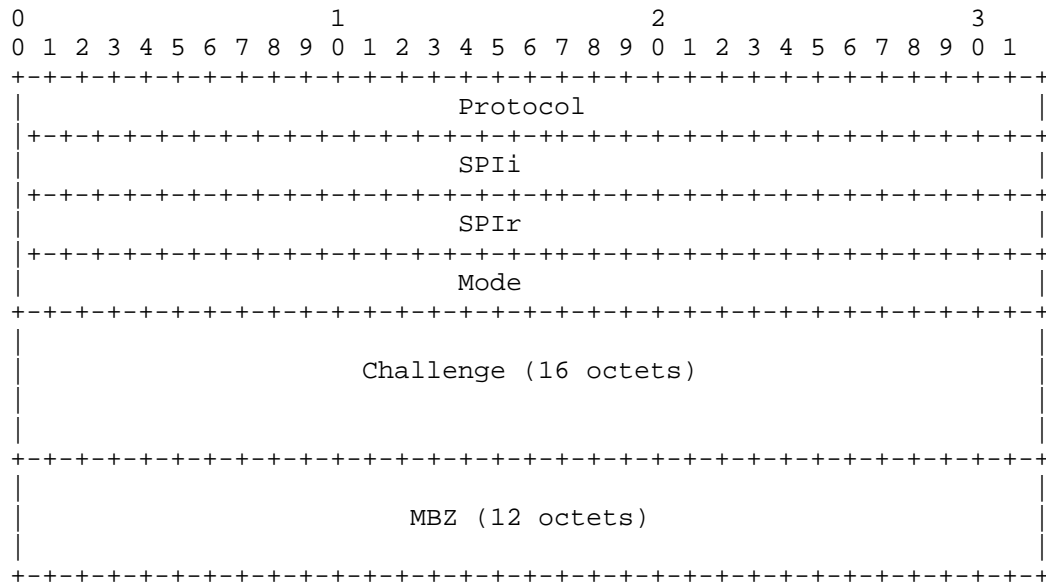 0                   1                   2                   3
0 1 2 3 4 5 6 7 8 9 0 1 2 3 4 5 6 7 8 9 0 1 2 3 4 5 6 7 8 9 0 1
+-+-+-+-+-+-+-+-+-+-+-+-+-+-+-+-+-+-+-+-+-+-+-+-+-+-+-+-+-+-+-+-+
|                           Protocol                            |
|+-+-+-+-+-+-+-+-+-+-+-+-+-+-+-+-++-+-+-+-+-+-+-+-+-+-+-+-+-+-+-+
|                           SPIi                                |
|+-+-+-+-+-+-+-+-+-+-+-+-+-+-+-+-++-+-+-+-+-+-+-+-+-+-+-+-+-+-+-+
|                           SPIr                                |
|+-+-+-+-+-+-+-+-+-+-+-+-+-+-+-+-++-+-+-+-+-+-+-+-+-+-+-+-+-+-+-+
|                           Mode                                |
+-+-+-+-+-+-+-+-+-+-+-+-+-+-+-+-+-+-+-+-+-+-+-+-+-+-+-+-+-+-+-+-+
|                                                               |
|                     Challenge (16 octets)                     |
|                                                               |
|                                                               |
+-+-+-+-+-+-+-+-+-+-+-+-+-+-+-+-+-+-+-+-+-+-+-+-+-+-+-+-+-+-+-+-+
|                                                               |
|                        MBZ (12 octets)                        |
|                                                               |
+-+-+-+-+-+-+-+-+-+-+-+-+-+-+-+-+-+-+-+-+-+-+-+-+-+-+-+-+-+-+-+-+